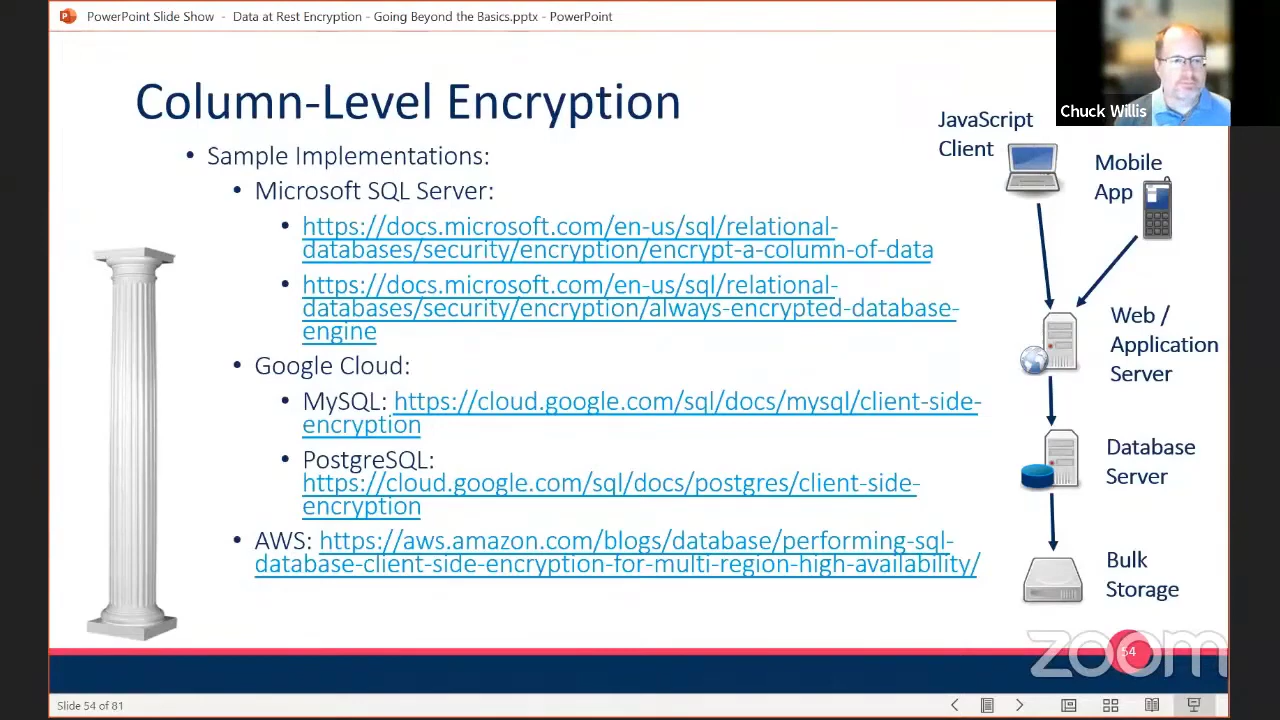 PowerPoint Slide Show - Data at Rest Encryption - Going Beyond the Basics.pptx - PowerPoint
Chuck Willis
Column-Level Encryption
• Sample Implementations:
• Microsoft SQL Server:
• https://docs.microsoft.com/en-us/sql/relational-
databases/security/encryption/encrypt-a-column-of-data
• https://docs.microsoft.com/en-us/sql/relational-
databases/security/encryption/always-encrypted-database-
engine
• Google Cloud:
• MySQL: https://cloud.google.com/sql/docs/mysql/client-side-
encryption
• PostgreSQL:
https://cloud.google.com/sql/docs/postgres/client-side-
encryption
• AWS: https://aws.amazon.com/blogs/database/performing-sql-
database-client-side-encryption-for-multi-region-high-availability/
JavaScript
Client
Mobile
App
Web /
Application
Server
Database
Server
Bulk
Storage
zoom
54
Slide 54 of 81